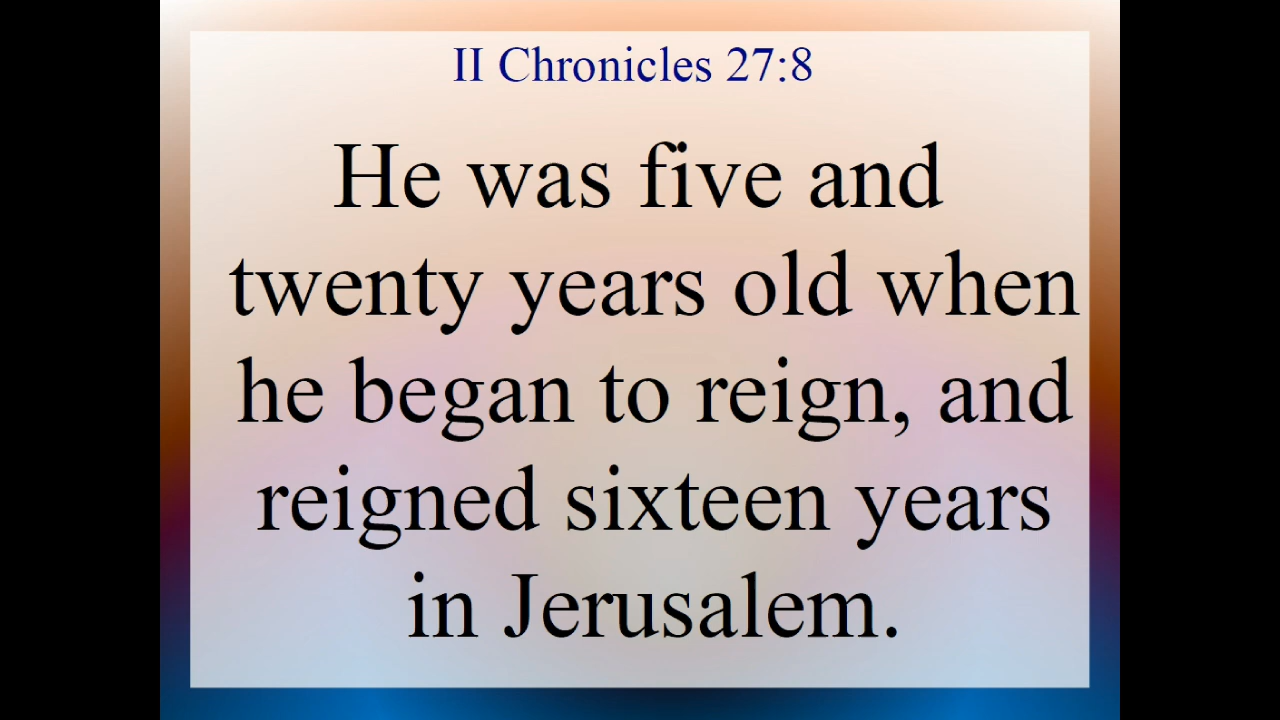 II Chronicles 27:8
He was five and
twenty years old when
he began to reign, and
reigned sixteen years
in Jerusalem.